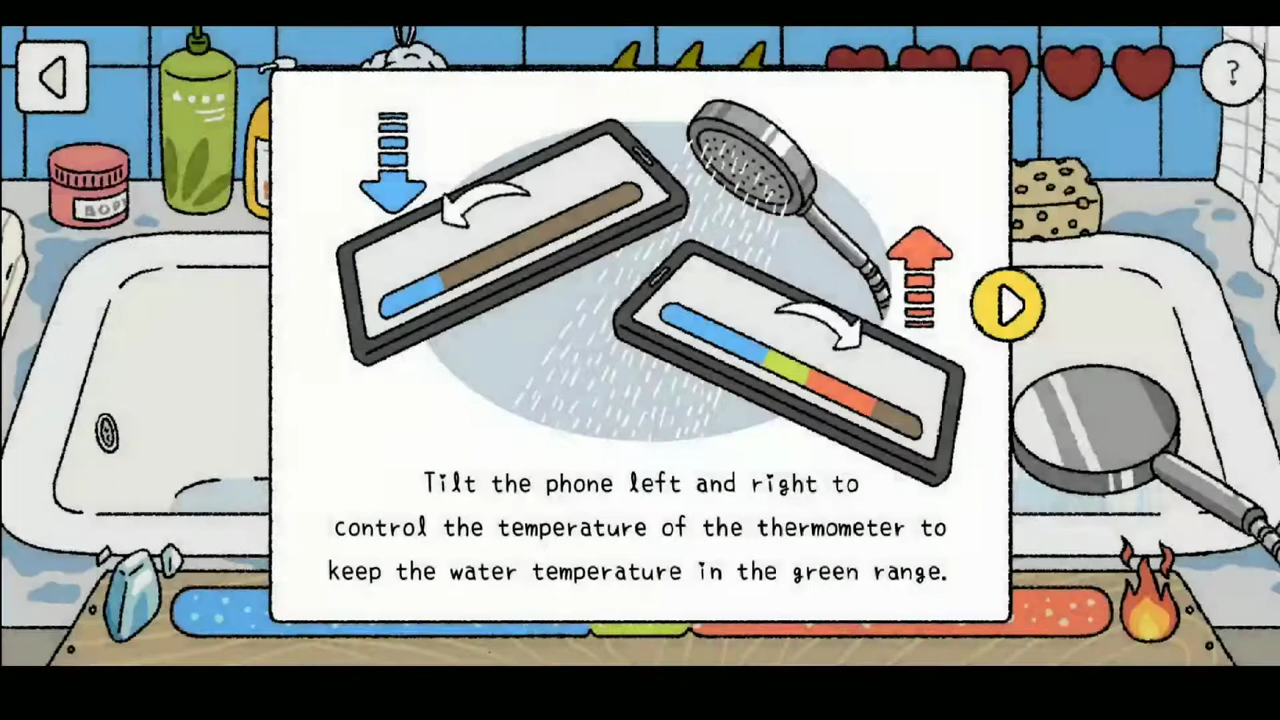 ?
BODY
Tilt the phone left and right to
control the temperature of the thermometer to
keep the water temperature in the green range.